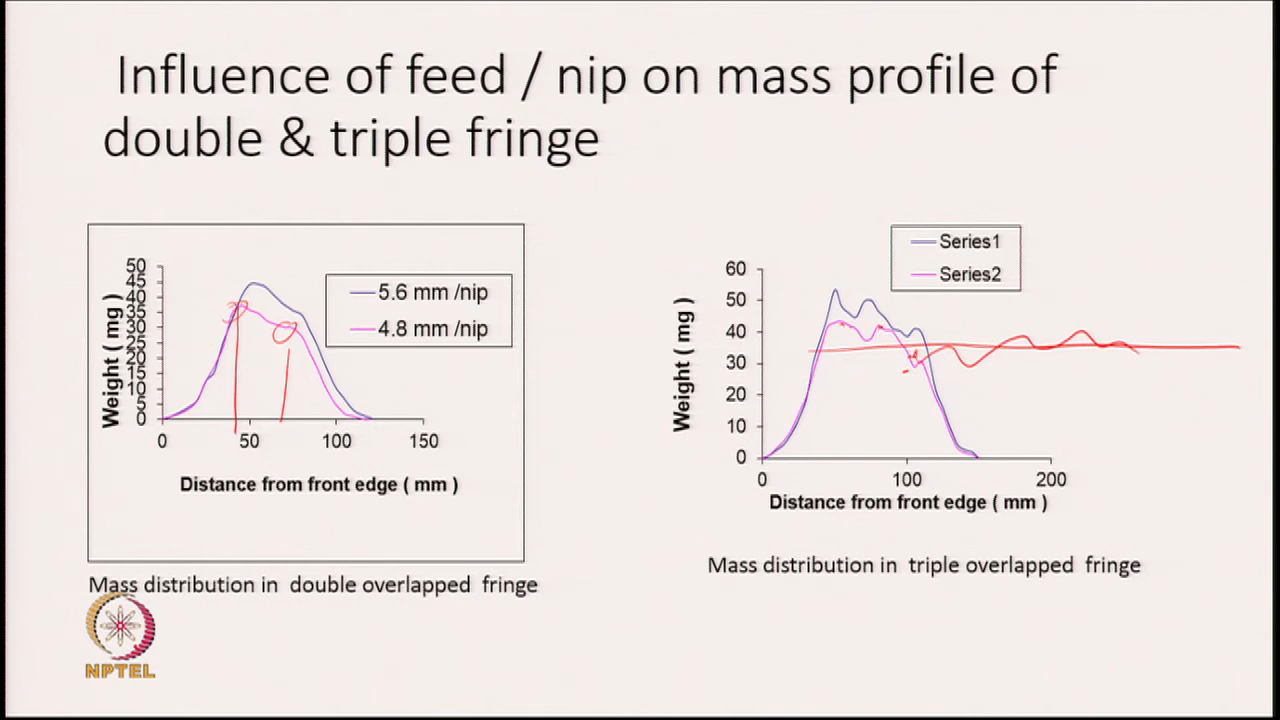 Influence of feed / nip on mass profile of
double & triple fringe
50
45
40
35
30
25
20
15
10
5
0
Weight ( mg )
5.6 mm /nip
4.8 mm /nip
0 50 100 150
Distance from front edge ( mm )
Mass distribution in double overlapped fringe
Series1
Series2
60
50
40
30
20
10
0
Weight ( mg )
0 100 200
Distance from front edge ( mm )
Mass distribution in triple overlapped fringe
NPTEL